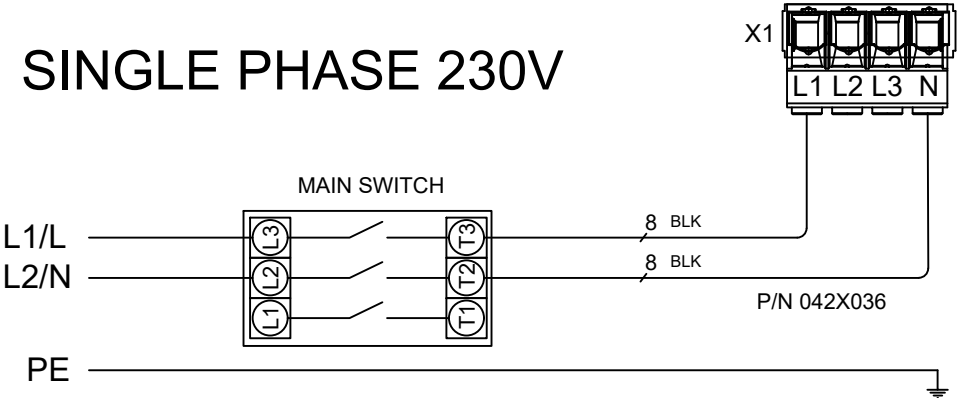 X1
SINGLE PHASE 230V
L1 L2 L3 N
MAIN SWITCH
L1/L L3 T3 8 BLK
L2/N L2 T2 8 BLK
L1 T1 P/N 042X036
PE